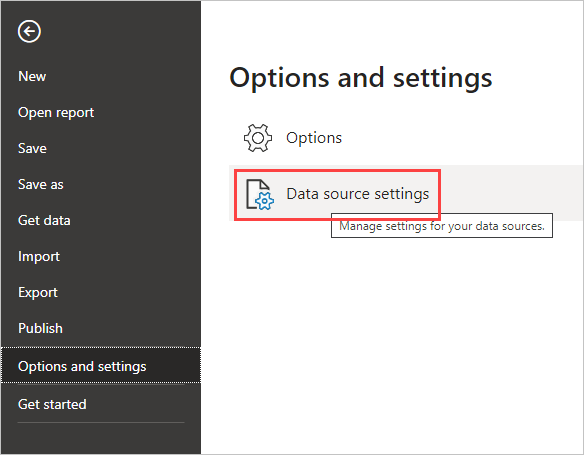 New
Open report
Save
Save as
Get data
Import
Export
Publish
Options and settings
Get started
Options and settings
Options
Data source settings
Manage settings for your data sources.